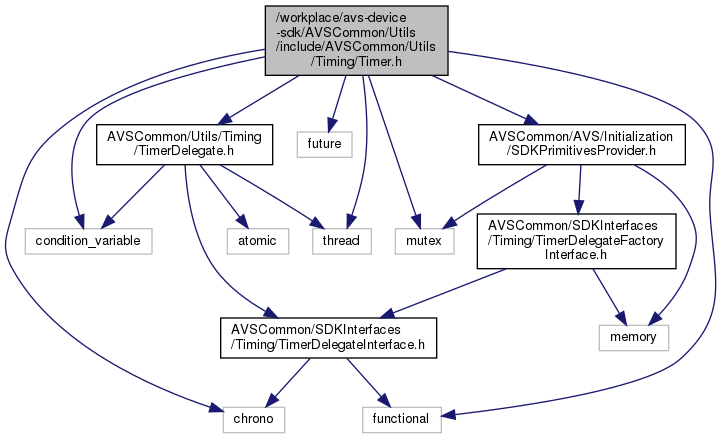 /workplace/avs-device
-sdk/AVSCommon/Utils
/include/AVSCommon/Utils
/Timing/Timer.h
AVSCommon/Utils/Timing
/TimerDelegate.h
future
AVSCommon/AVS/Initialization
/SDKPrimitivesProvider.h
condition_variable
atomic
thread
mutex
AVSCommon/SDKInterfaces
/Timing/TimerDelegateFactory
Interface.h
AVSCommon/SDKInterfaces
/Timing/TimerDelegateInterface.h
memory
chrono
functional